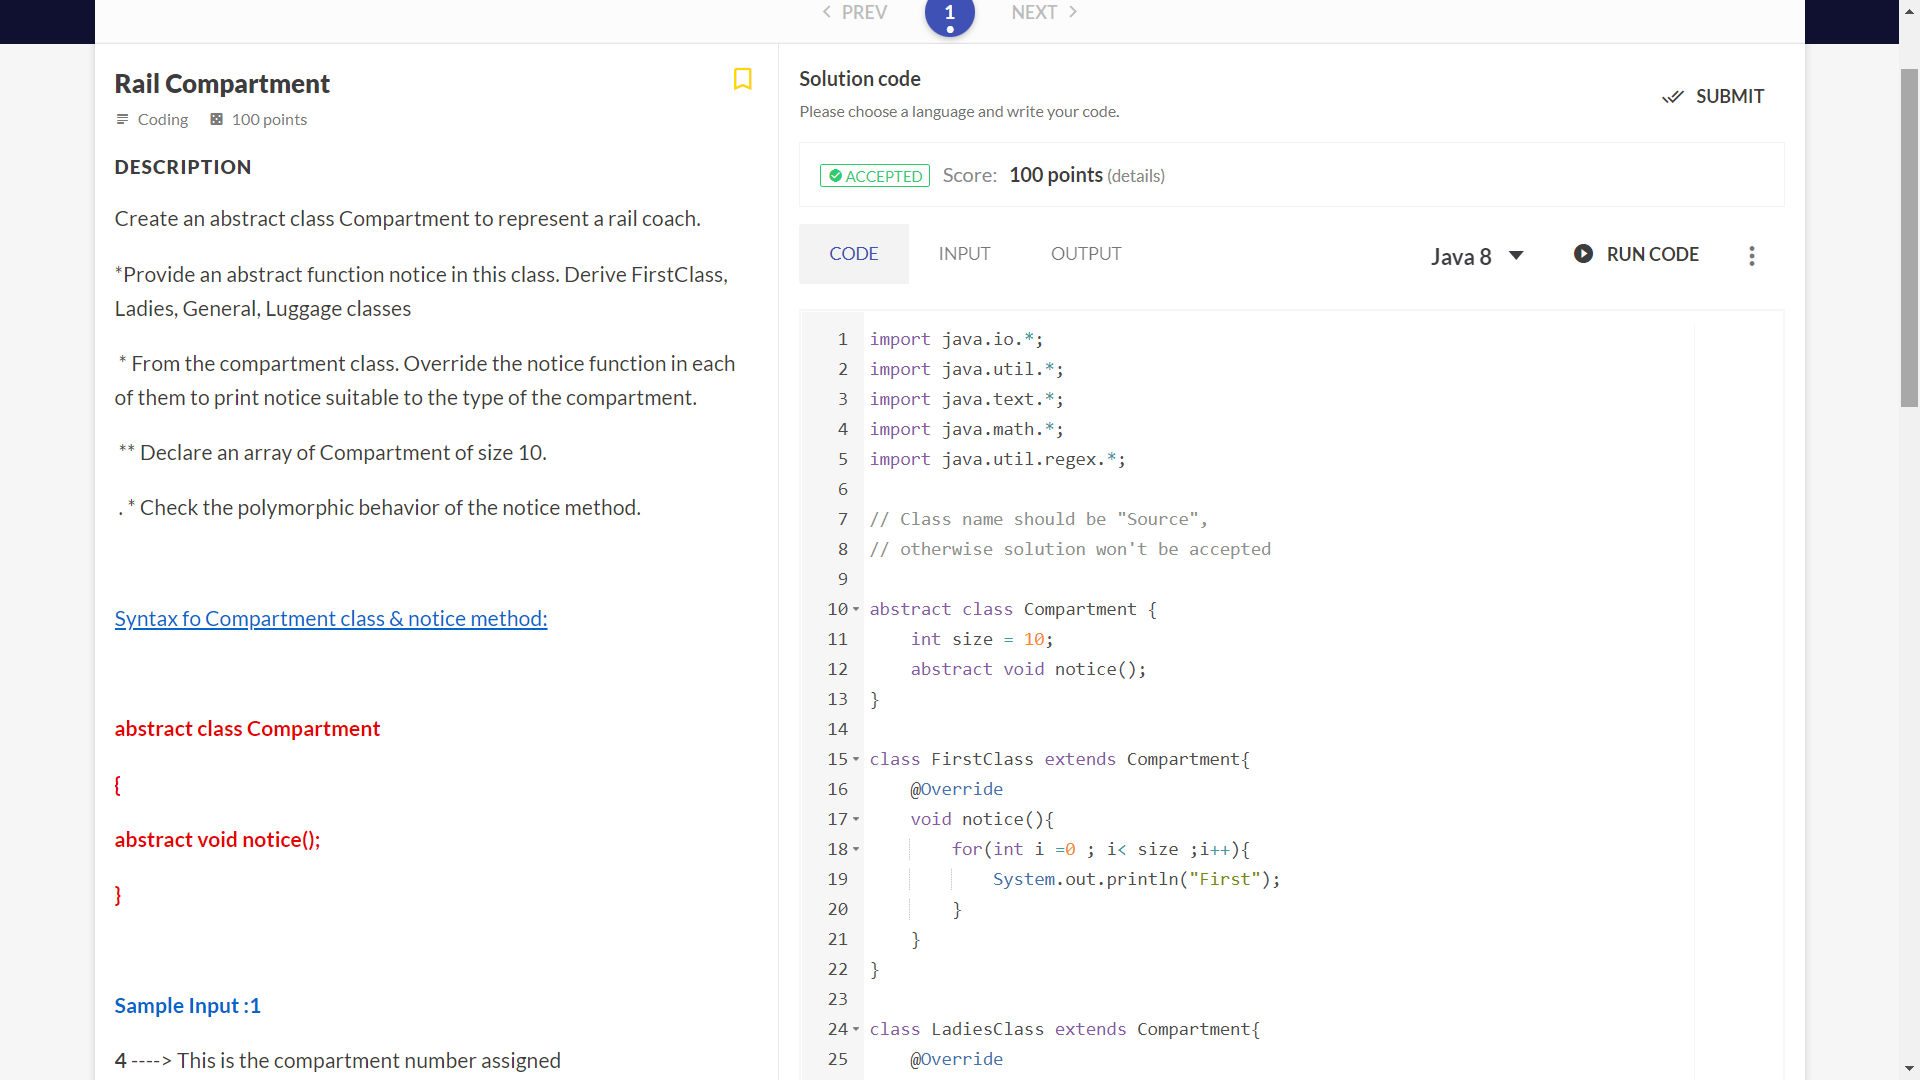 PREV 1 NEXT
Rail Compartment
Coding 100 points
DESCRIPTION
Create an abstract class Compartment to represent a rail coach.
*Provide an abstract function notice in this class. Derive FirstClass,
Ladies, General, Luggage classes
* From the compartment class. Override the notice function in each
of them to print notice suitable to the type of the compartment.
** Declare an array of Compartment of size 10.
. * Check the polymorphic behavior of the notice method.
Syntax fo Compartment class & notice method:
abstract class Compartment
{
abstract void notice();
}
Sample Input :1
4 ----> This is the compartment number assigned
Solution code
Please choose a language and write your code.
SUBMIT
ACCEPTED Score: 100 points (details)
CODE INPUT OUTPUT Java 8 RUN CODE
1 import java.io.*;
2 import java.util.*;
3 import java.text.*;
4 import java.math.*;
5 import java.util.regex.*;
6
7 // Class name should be "Source",
8 // otherwise solution won't be accepted
9
10 abstract class Compartment {
11     int size = 10;
12     abstract void notice();
13 }
14
15 class FirstClass extends Compartment{
16     @Override
17     void notice(){
18         for(int i =0 ; i< size ;i++){
19             System.out.println("First");
20         }
21     }
22 }
23
24 class LadiesClass extends Compartment{
25     @Override